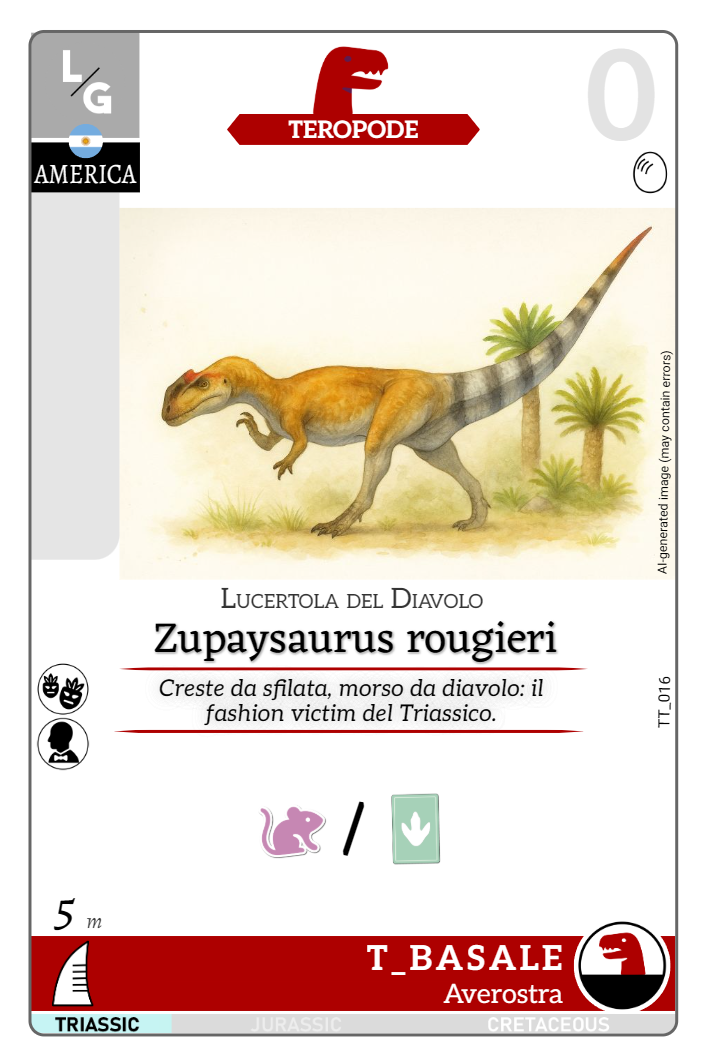 L/G
TEROPODE
0
AMERICA
AI-generated image (may contain errors)
Lucertola del Diavolo
Zupaysaurus rougieri
Creste da sfilata, morso da diavolo: il
fashion victim del Triassico.
TT_016
/
5 m
T_BASALE
Averostra
TRIASSIC JURASSIC CRETACEOUS